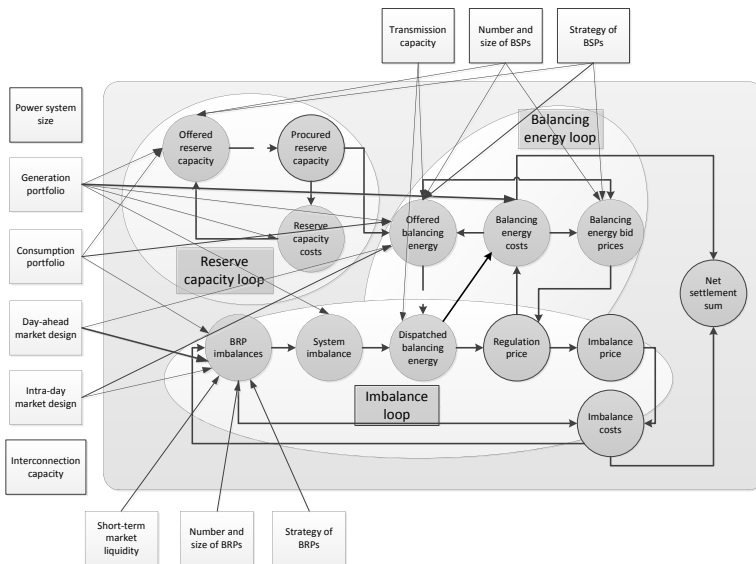 Transmission
capacity
Number and
size of BSPs
Strategy
of BSPs
Power system
size
Generation
portfolio
Consumption
portfolio
Day-ahead
market design
Intra-day
market design
Interconnection
capacity
Offered
reserve
capacity
Procured
reserve
capacity
Reserve
capacity
costs
Reserve
capacity loop
Balancing
energy loop
Offered
balancing
energy
Balancing
energy
costs
Balancing
energy bid
prices
Net
settlement
sum
BRP
imbalances
System
imbalance
Dispatched
balancing
energy
Regulation
price
Imbalance
price
Imbalance
loop
Imbalance
costs
Short-term
market
liquidity
Number and
size of BRPs
Strategy of
BRPs